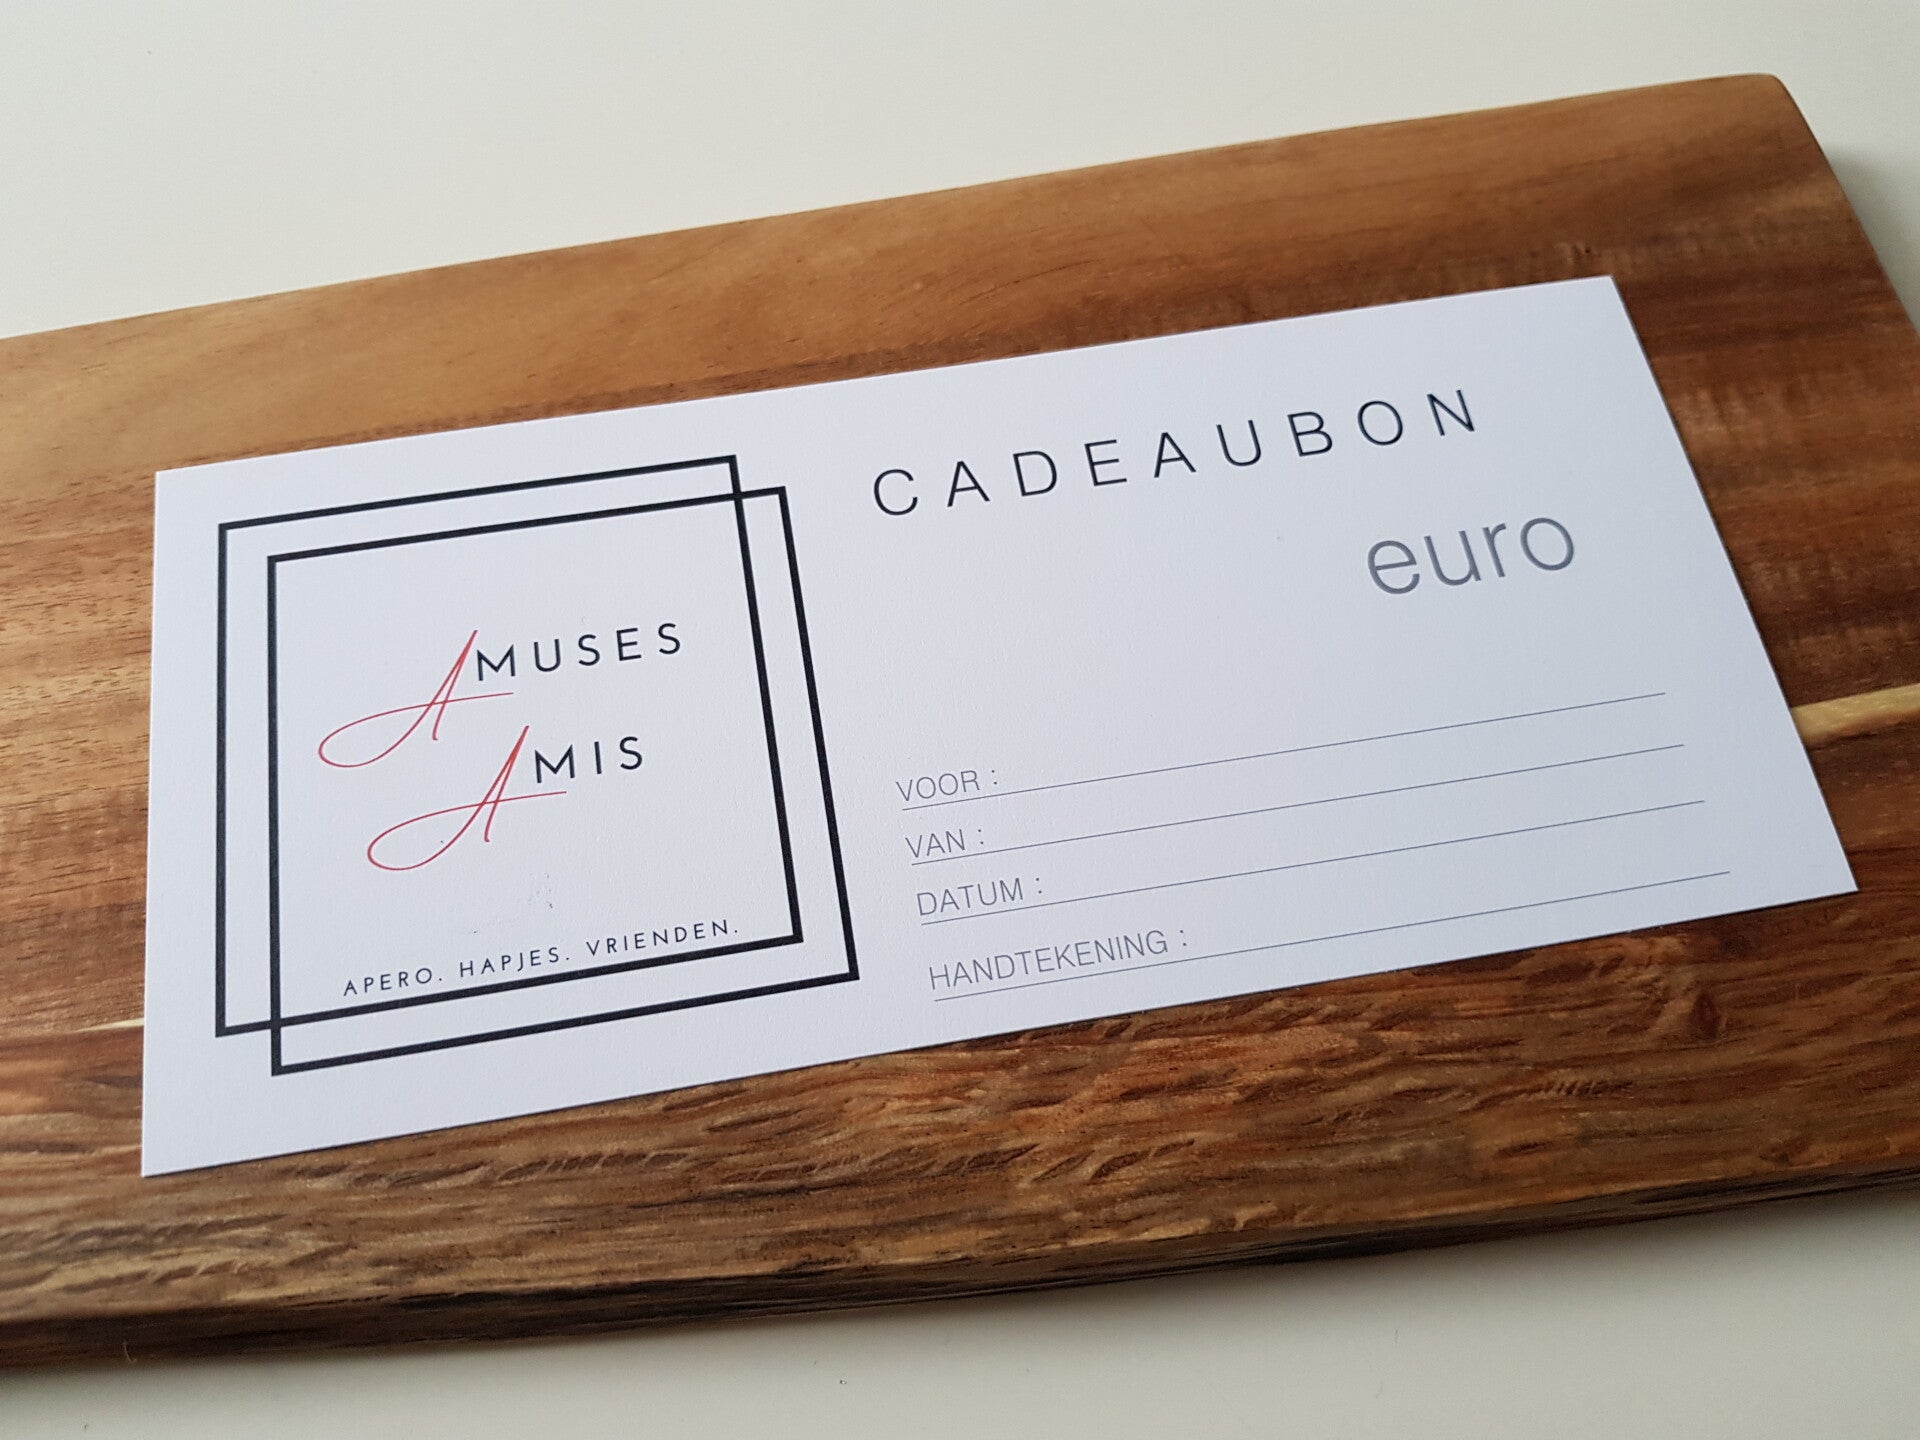 AMUSES
AMIS
APERO. HAPJES. VRIENDEN.
CADEAUBON
euro
VOOR :
VAN :
DATUM :
HANDTEKENING :